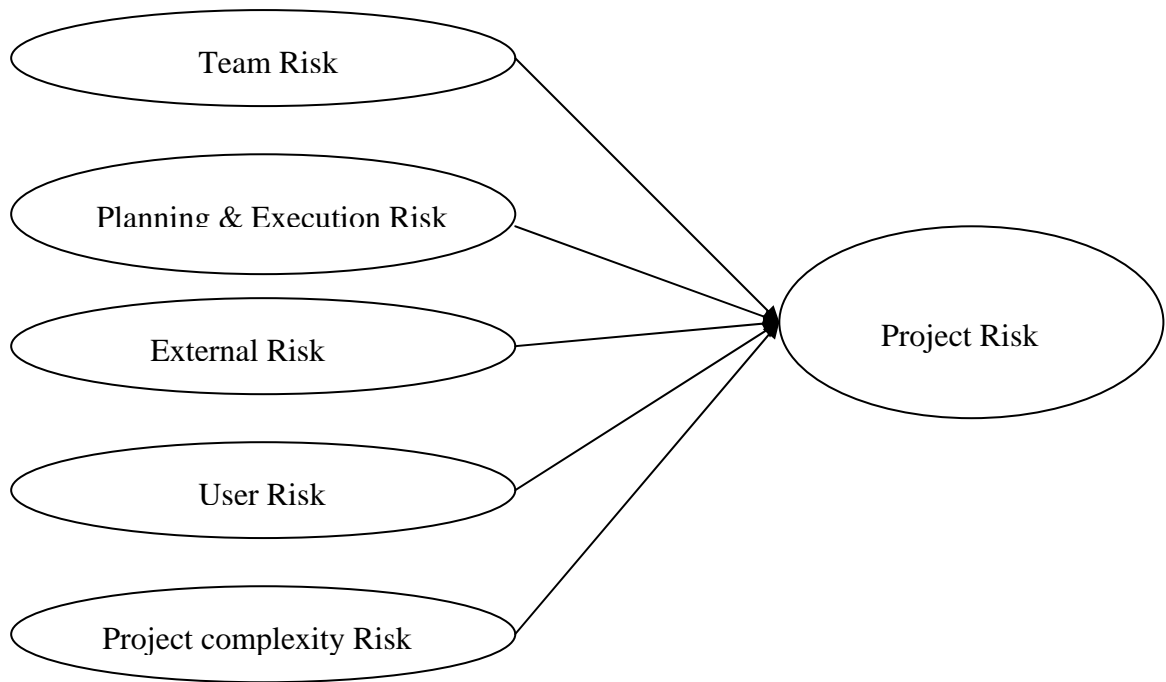 Team Risk
Planning & Execution Risk
External Risk
Project Risk
User Risk
Project complexity Risk